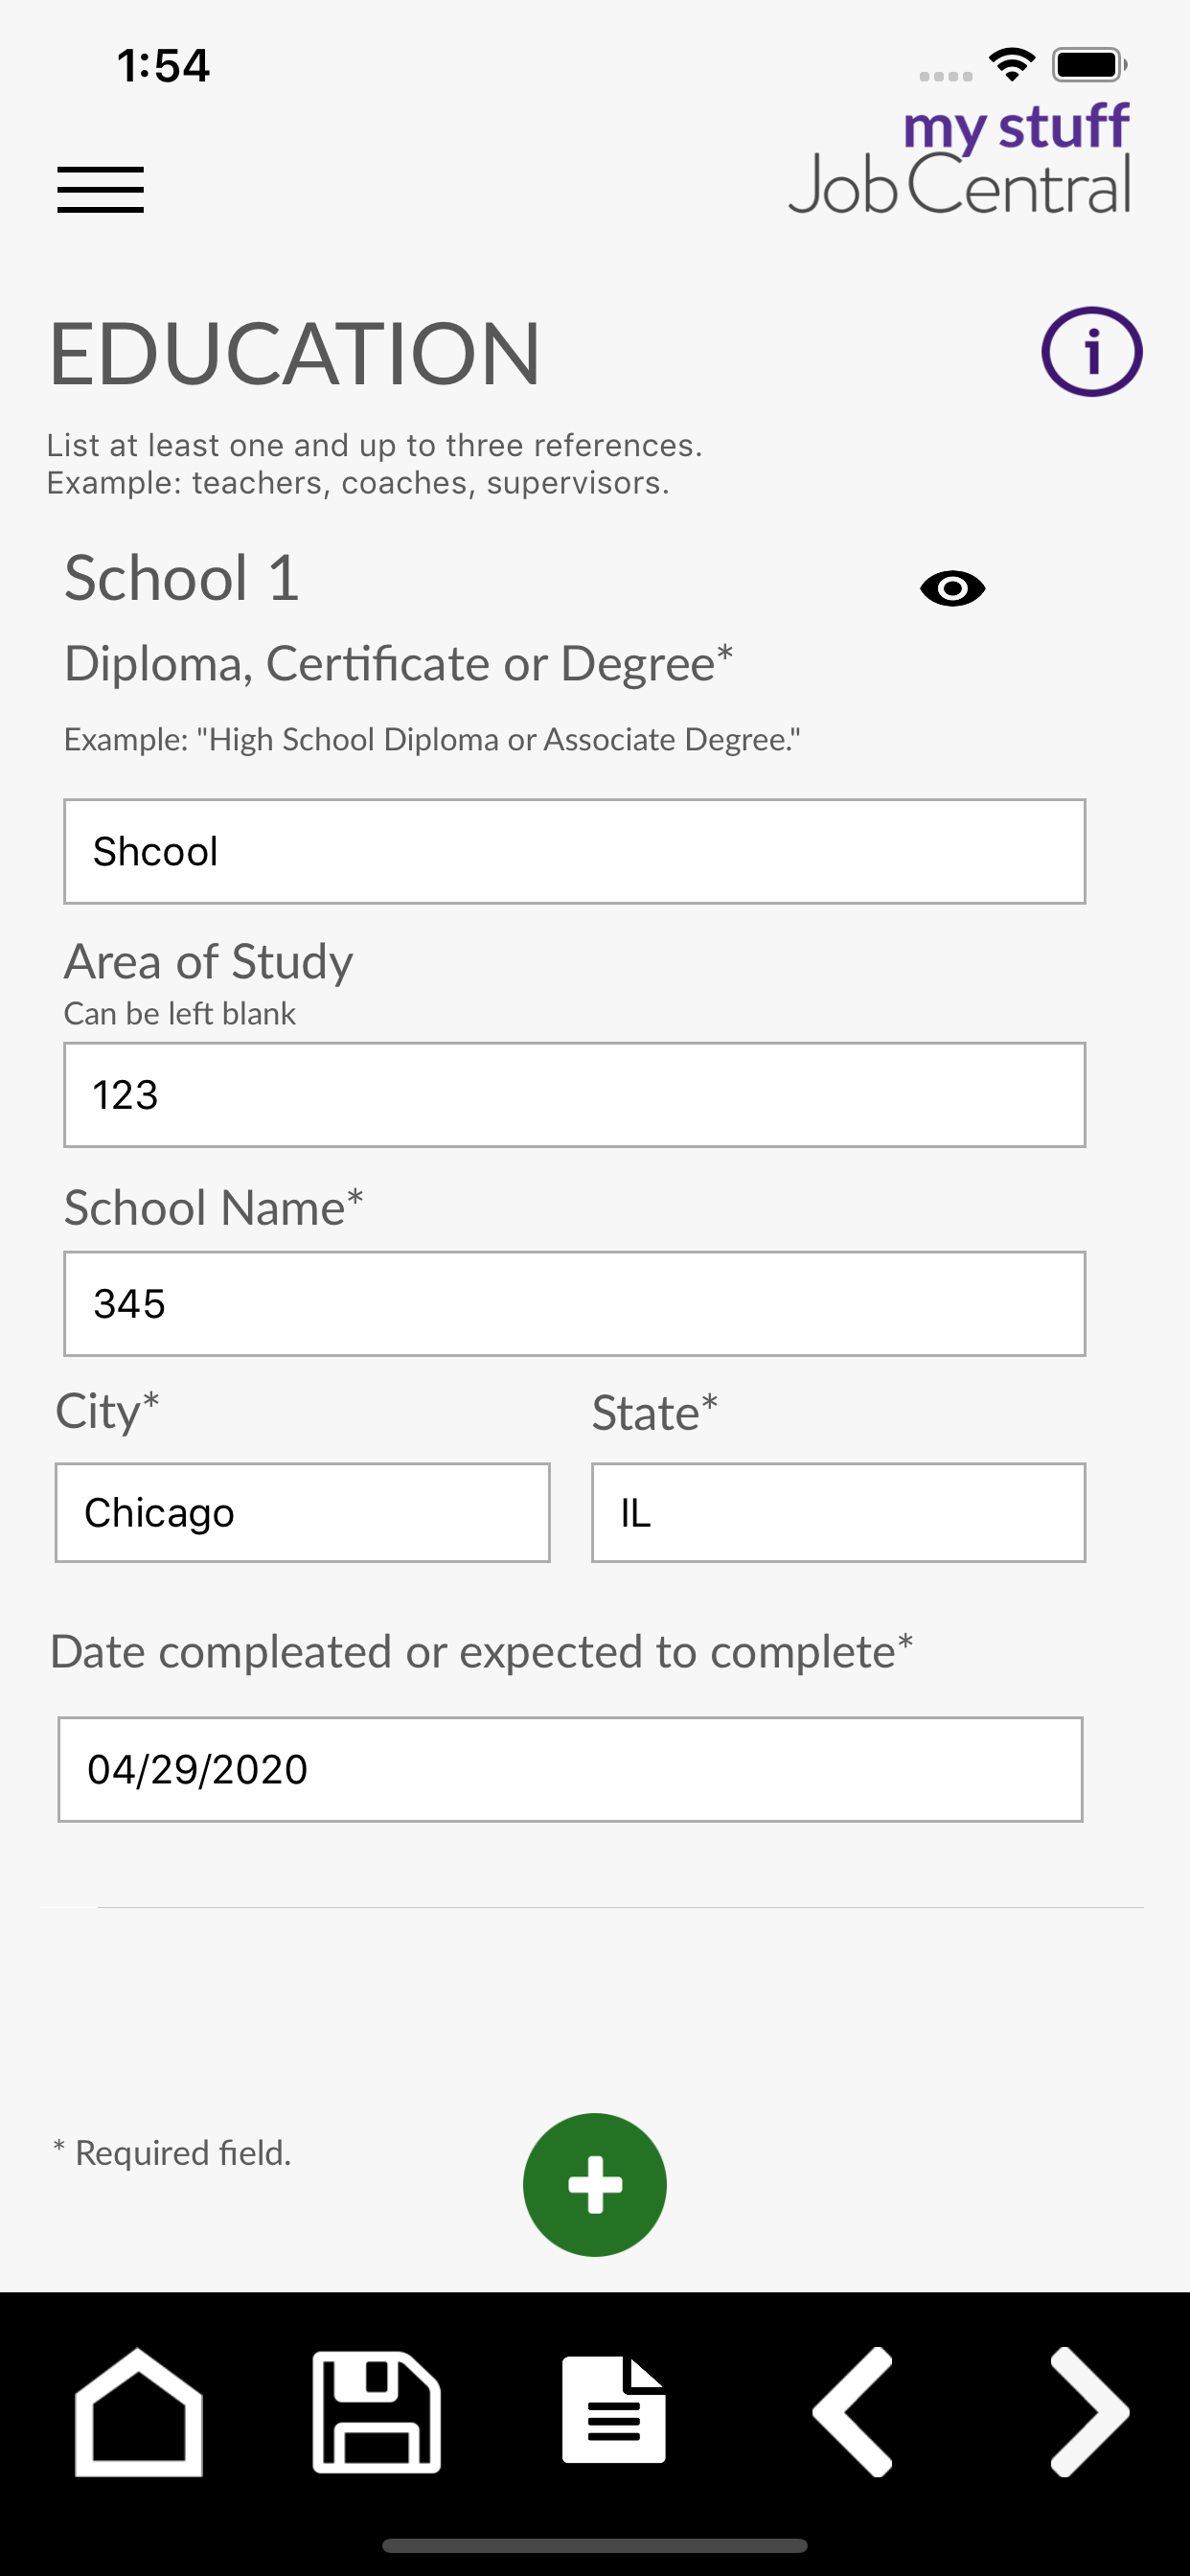 1:54
my stuff
Job Central
EDUCATION
i
List at least one and up to three references.
Example: teachers, coaches, supervisors.
School 1
Diploma, Certificate or Degree*
Example: "High School Diploma or Associate Degree."
Shcool
Area of Study
Can be left blank
123
School Name*
345
City* State*
Chicago IL
Date compleated or expected to complete*
04/29/2020
* Required field.